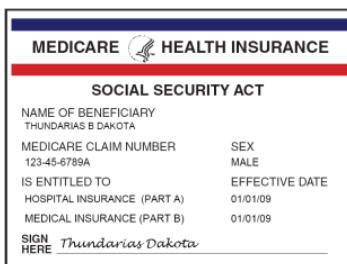 MEDICARE HEALTH INSURANCE
SOCIAL SECURITY ACT
NAME OF BENEFICIARY
THUNDARIAS B DAKOTA
MEDICARE CLAIM NUMBER SEX
123-45-6789A MALE
IS ENTITLED TO EFFECTIVE DATE
HOSPITAL INSURANCE (PART A) 01/01/09
MEDICAL INSURANCE (PART B) 01/01/09
SIGN
HERE Thundarias Dakota